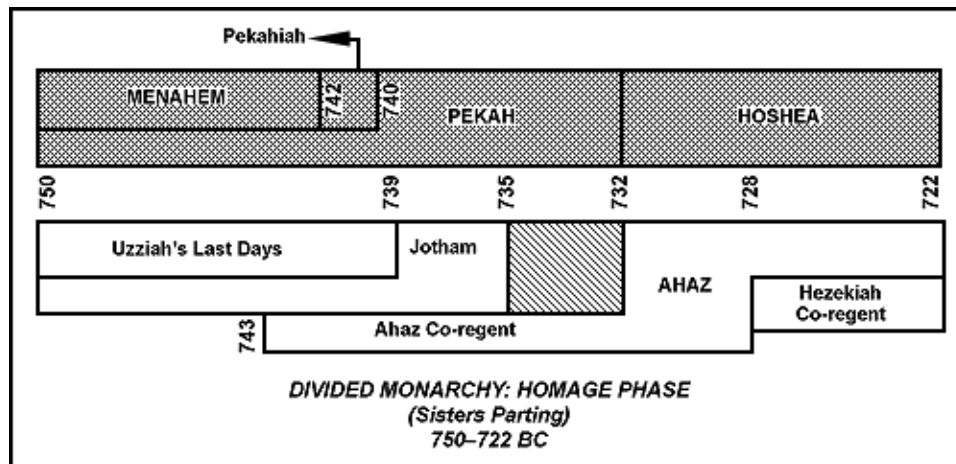 Pekahiah
MENAHEM
742
740
PEKAH
HOSHEA
750
739
735
732
728
722
Uzziah's Last Days
Jotham
AHAZ
Hezekiah
Co-regent
743
Ahaz Co-regent
DIVIDED MONARCHY: HOMAGE PHASE
(Sisters Parting)
750–722 BC